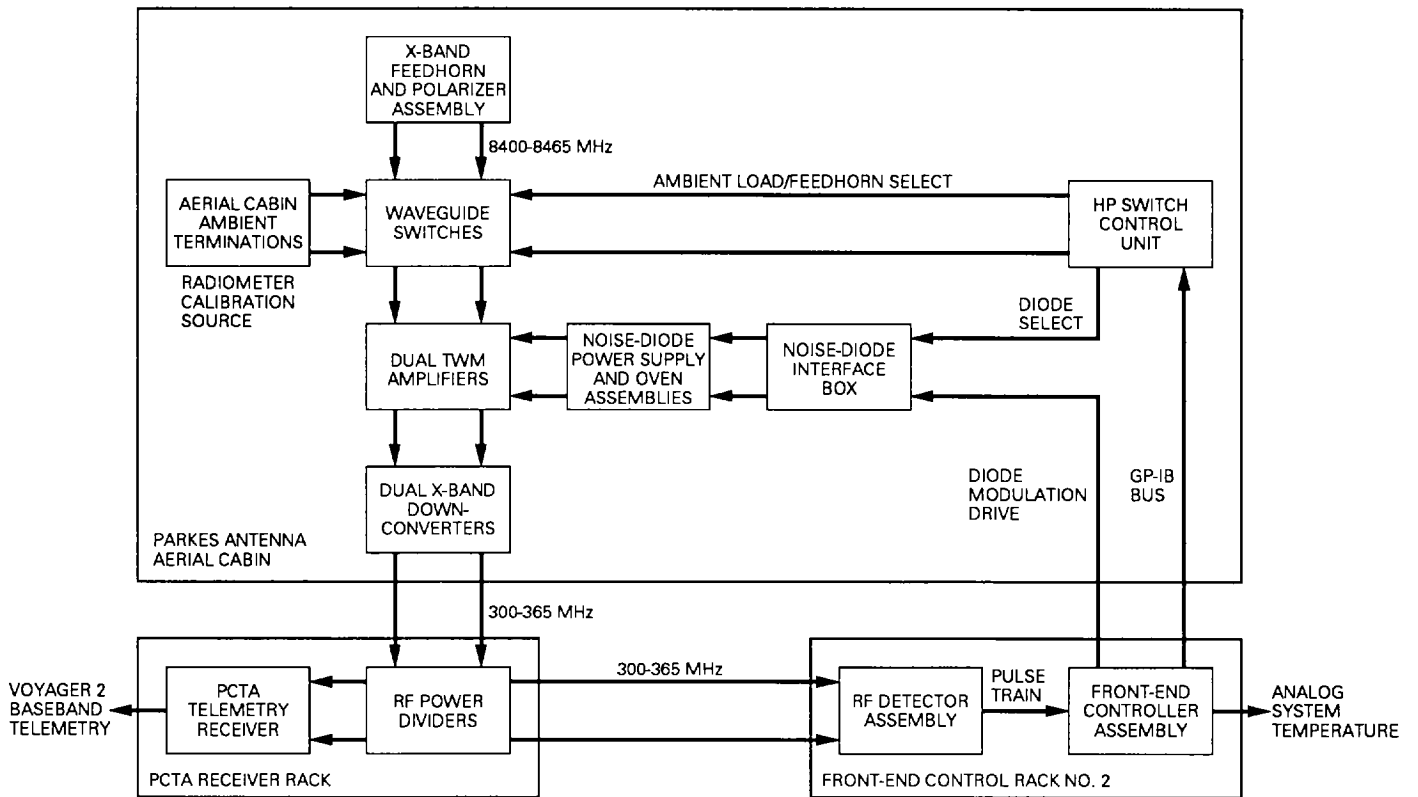 X-BAND
FEEDHORN
AND POLARIZER
ASSEMBLY
8400-8465 MHz
AMBIENT LOAD/FEEDHORN SELECT
AERIAL CABIN
AMBIENT
TERMINATIONS
WAVEGUIDE
SWITCHES
HP SWITCH
CONTROL
UNIT
RADIOMETER
CALIBRATION
SOURCE
DIODE
SELECT
DUAL TWM
AMPLIFIERS
NOISE-DIODE
POWER SUPPLY
AND OVEN
ASSEMBLIES
NOISE-DIODE
INTERFACE
BOX
DUAL X-BAND
DOWN-
CONVERTERS
DIODE
MODULATION
DRIVE
GP-IB
BUS
PARKES ANTENNA
AERIAL CABIN
300-365 MHz
VOYAGER 2
BASEBAND
TELEMETRY
PCTA
TELEMETRY
RECEIVER
RF POWER
DIVIDERS
300-365 MHz
RF DETECTOR
ASSEMBLY
PULSE
TRAIN
FRONT-END
CONTROLLER
ASSEMBLY
ANALOG
SYSTEM
TEMPERATURE
PCTA RECEIVER RACK
FRONT-END CONTROL RACK NO. 2